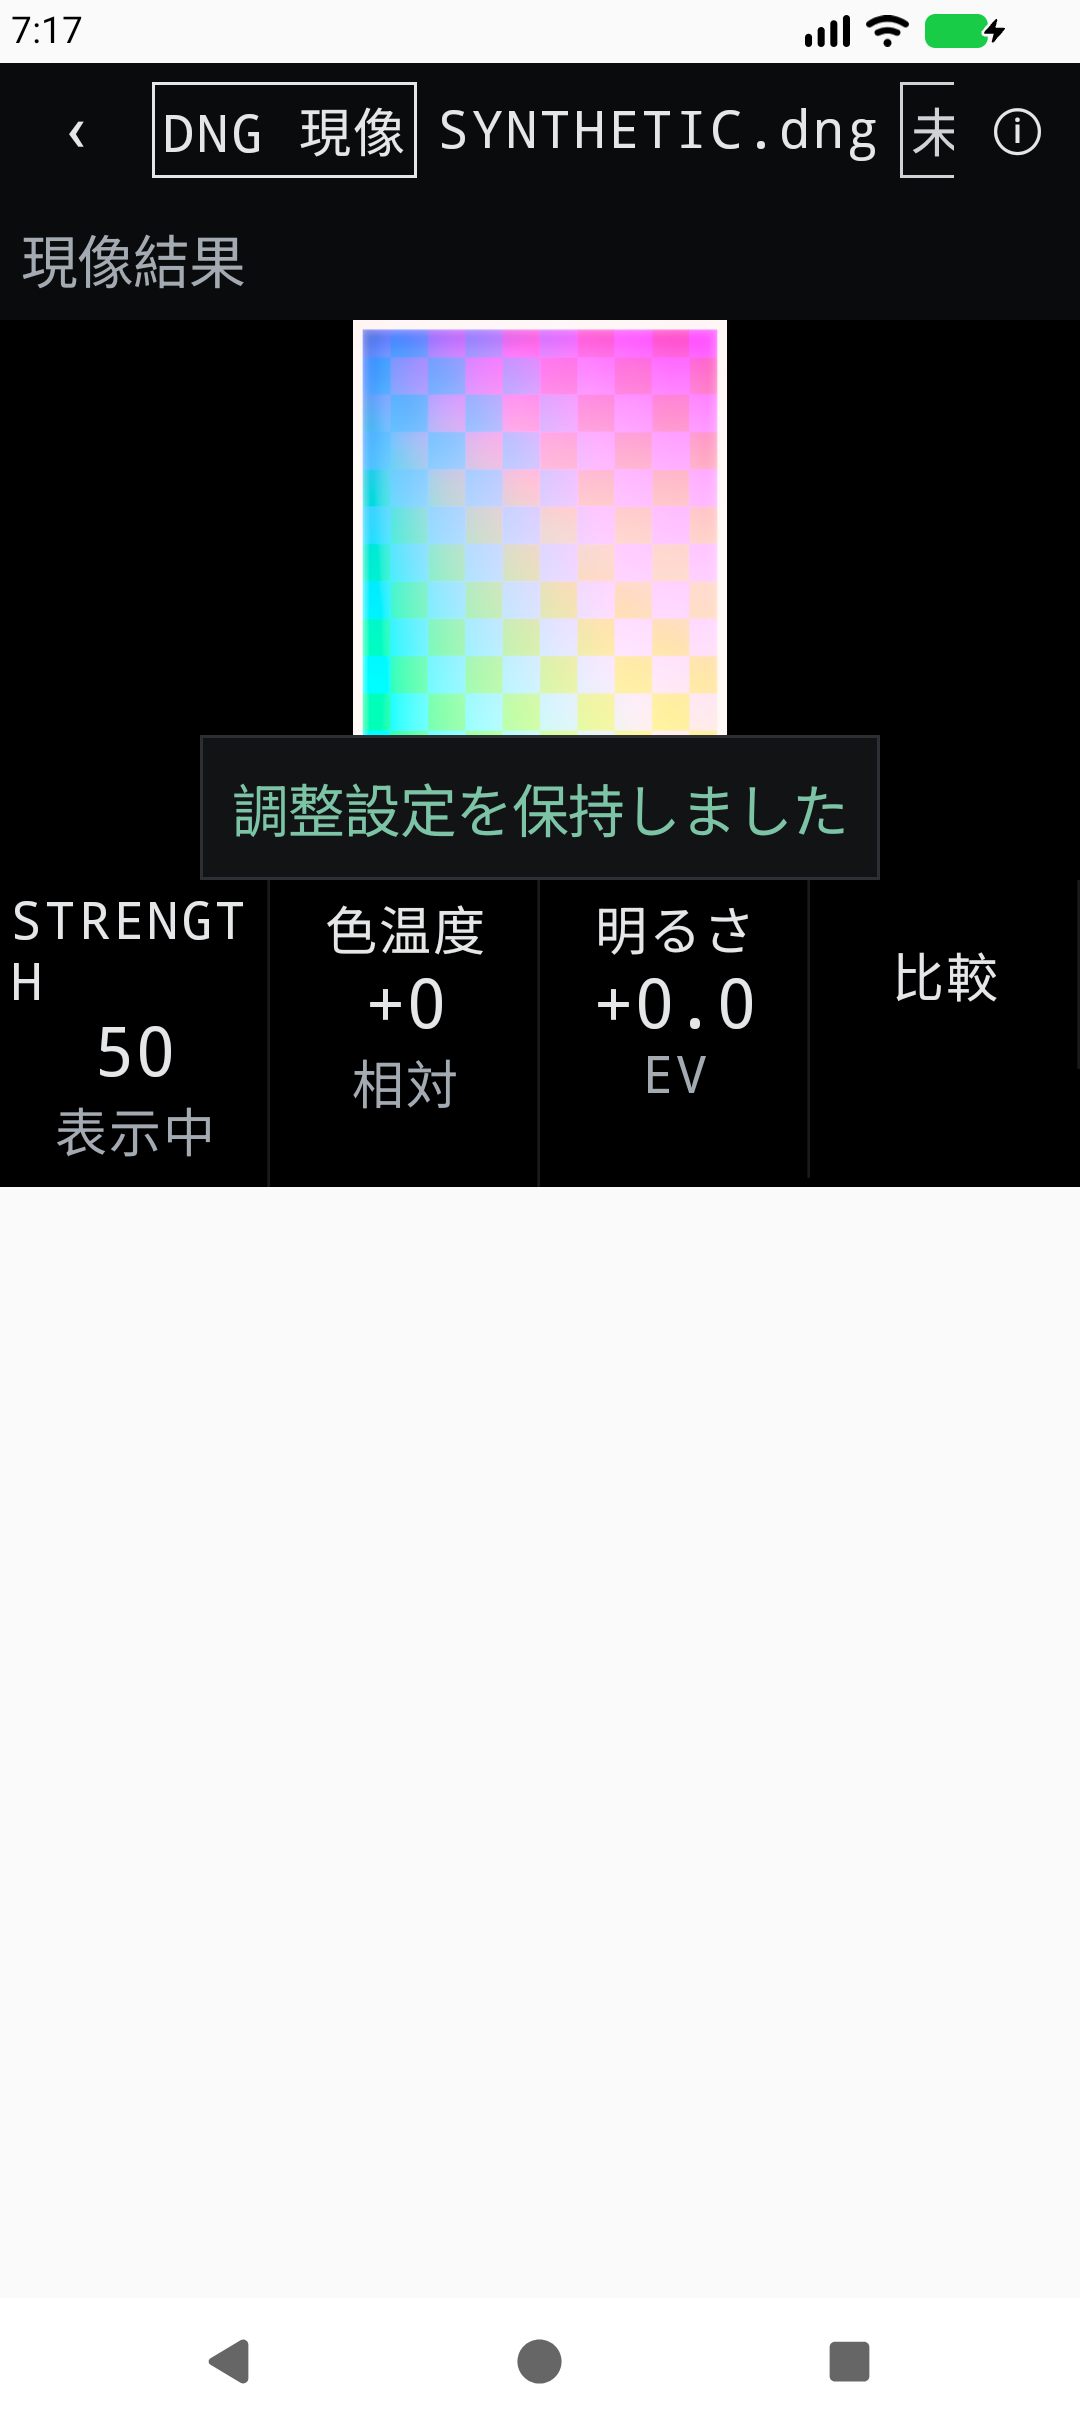 7:17
‹ DNG 現像 SYNTHETIC.dng 未
現像結果
調整設定を保持しました
STRENGT
H
50
表示中
色温度
+0
相対
明るさ
+0.0
EV
比較